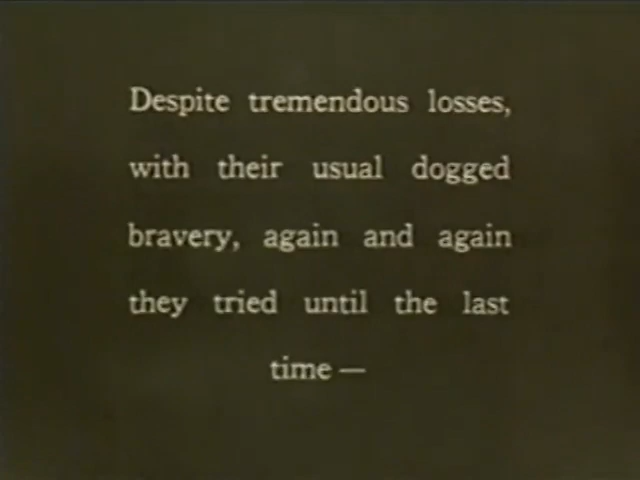 Despite tremendous losses,
with their usual dogged
bravery, again and again
they tried until the last
time —